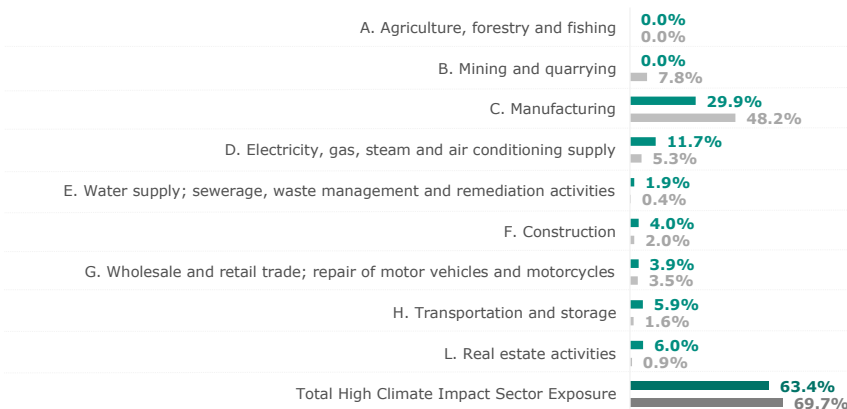 A. Agriculture, forestry and fishing
0.0%
0.0%
B. Mining and quarrying
0.0%
7.8%
C. Manufacturing
29.9%
48.2%
D. Electricity, gas, steam and air conditioning supply
11.7%
5.3%
E. Water supply; sewerage, waste management and remediation activities
1.9%
0.4%
F. Construction
4.0%
2.0%
G. Wholesale and retail trade; repair of motor vehicles and motorcycles
3.9%
3.5%
H. Transportation and storage
5.9%
1.6%
L. Real estate activities
6.0%
0.9%
Total High Climate Impact Sector Exposure
63.4%
69.7%